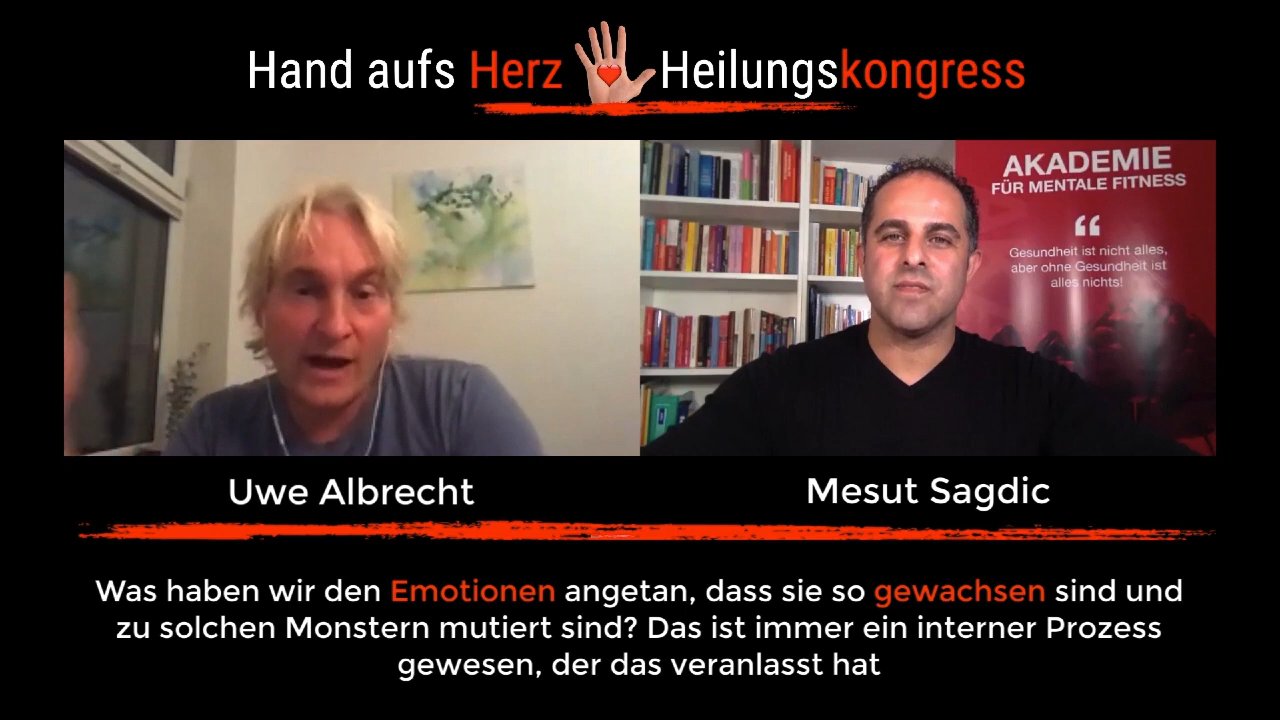 Hand aufs Herz Heilungskongress
AKADEMIE
FÜR MENTALE FITNESS
“
Gesundheit ist nicht alles,
aber ohne Gesundheit ist
alles nichts!
Uwe Albrecht
Mesut Sagdic
Was haben wir den Emotionen angetan, dass sie so gewachsen sind und
zu solchen Monstern mutiert sind? Das ist immer ein interner Prozess
gewesen, der das veranlasst hat